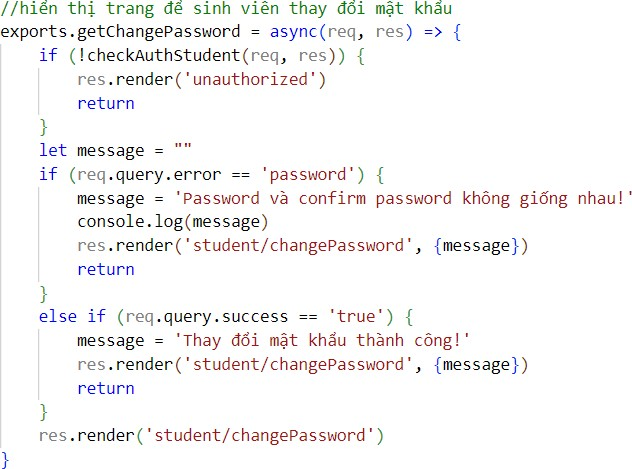 //hiển thị trang để sinh viên thay đổi mật khẩu
exports.getChangePassword = async(req, res) => {
    if (!checkAuthStudent(req, res)) {
        res.render('unauthorized')
        return
    }
    let message = ""
    if (req.query.error == 'password') {
        message = 'Password và confirm password không giống nhau!'
        console.log(message)
        res.render('student/changePassword', {message})
        return
    }
    else if (req.query.success == 'true') {
        message = 'Thay đổi mật khẩu thành công!'
        res.render('student/changePassword', {message})
        return
    }
    res.render('student/changePassword')
}